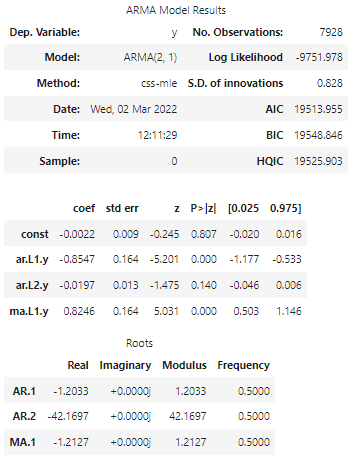 ARMA Model Results
Dep. Variable: y No. Observations: 7928
Model: ARMA(2, 1) Log Likelihood -9751.978
Method: css-mle S.D. of innovations 0.828
Date: Wed, 02 Mar 2022 AIC 19513.955
Time: 12:11:29 BIC 19548.846
Sample: 0 HQIC 19525.903
coef std err z P>|z| [0.025 0.975]
const -0.0022 0.009 -0.245 0.807 -0.020 0.016
ar.L1.y -0.8547 0.164 -5.201 0.000 -1.177 -0.533
ar.L2.y -0.0197 0.013 -1.475 0.140 -0.046 0.006
ma.L1.y 0.8246 0.164 5.031 0.000 0.503 1.146
Roots
Real Imaginary Modulus Frequency
AR.1 -1.2033 +0.0000j 1.2033 0.5000
AR.2 -42.1697 +0.0000j 42.1697 0.5000
MA.1 -1.2127 +0.0000j 1.2127 0.5000